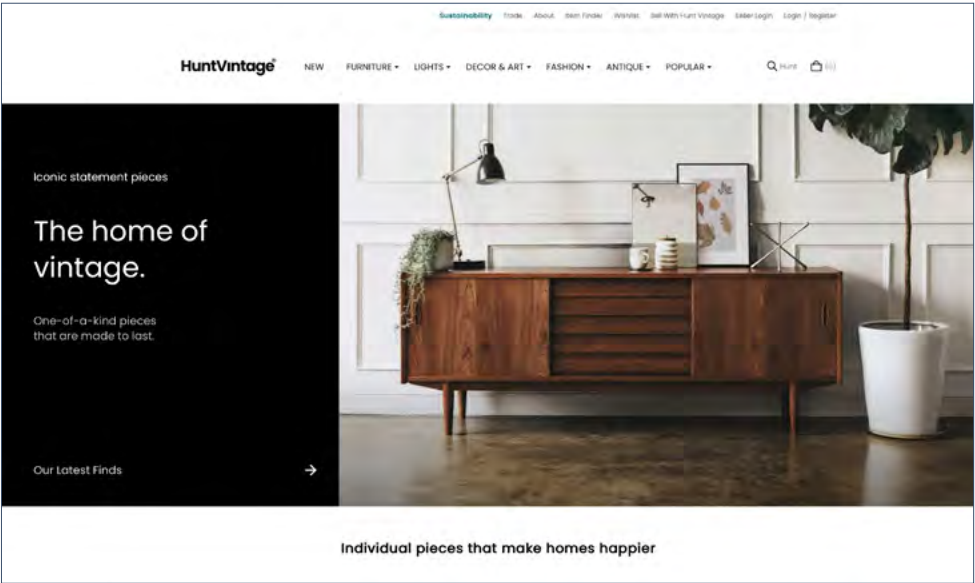 Sustainability Trade About Item Finder Wishlist Sell With Hunt Vintage Seller Login Login / Register
HuntVintage®
NEW FURNITURE LIGHTS DECOR & ART FASHION ANTIQUE POPULAR Hunt (0)
Iconic statement pieces
The home of
vintage.
One-of-a-kind pieces
that are made to last.
Our Latest Finds →
Individual pieces that make homes happier